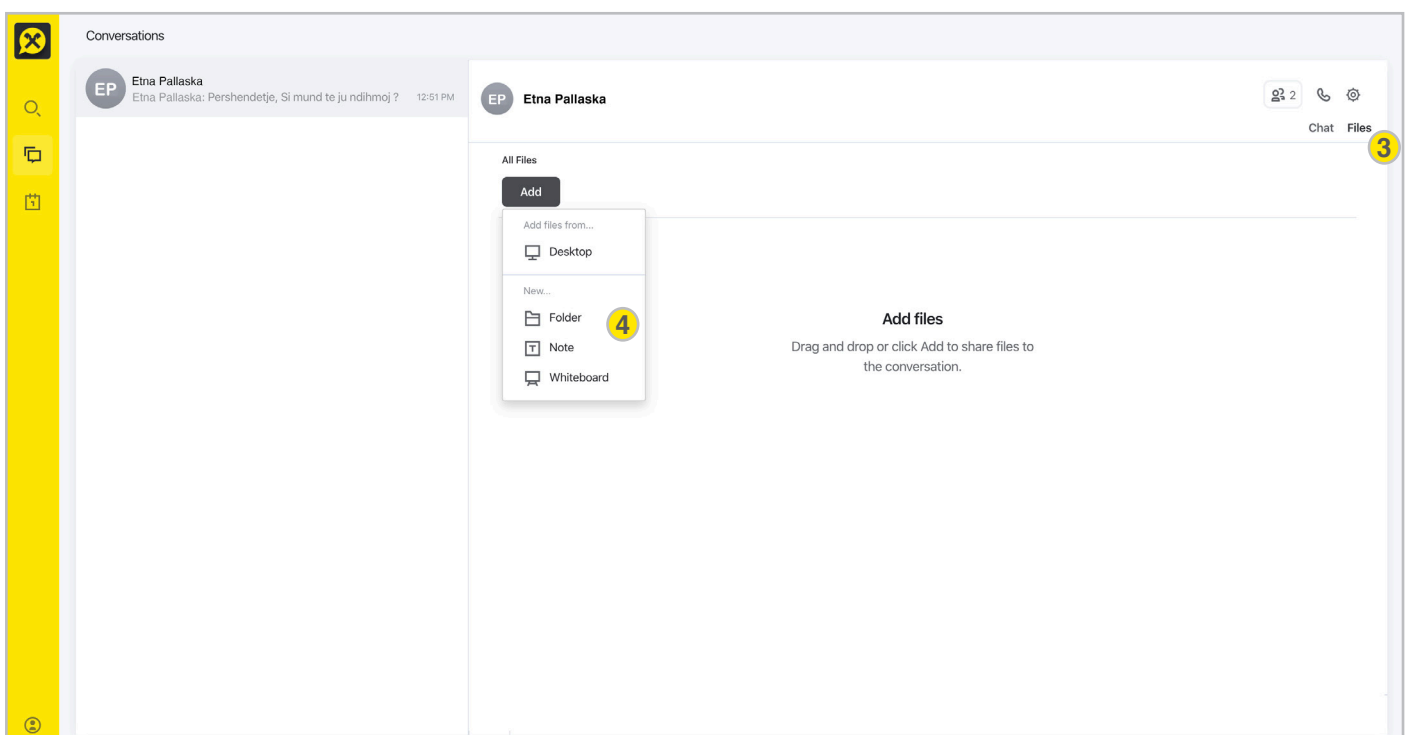 Conversations
EP
Etna Pallaska
Etna Pallaska: Pershendetje, Si mund te ju ndihmoj ?
12:51 PM
EP
Etna Pallaska
2
Chat
Files
3
All Files
Add
Add files from...
Desktop
New...
Folder
4
Note
Whiteboard
Add files
Drag and drop or click Add to share files to
the conversation.